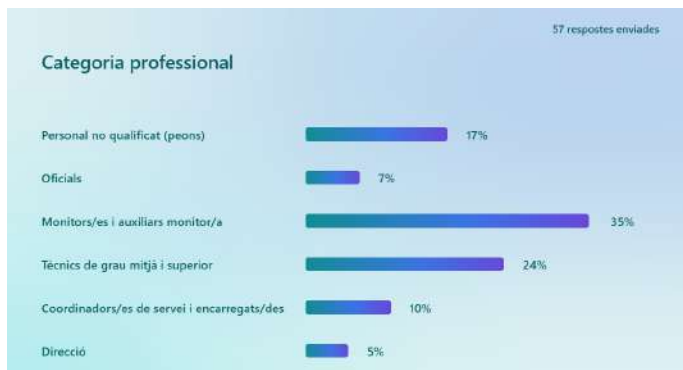 57 respostes enviades
Categoria professional
Personal no qualificat (peons) 17%
Oficials 7%
Monitors/es i auxiliars monitor/a 35%
Tècnics de grau mitjà i superior 24%
Coordinadors/es de servei i encarregats/des 10%
Direcció 5%